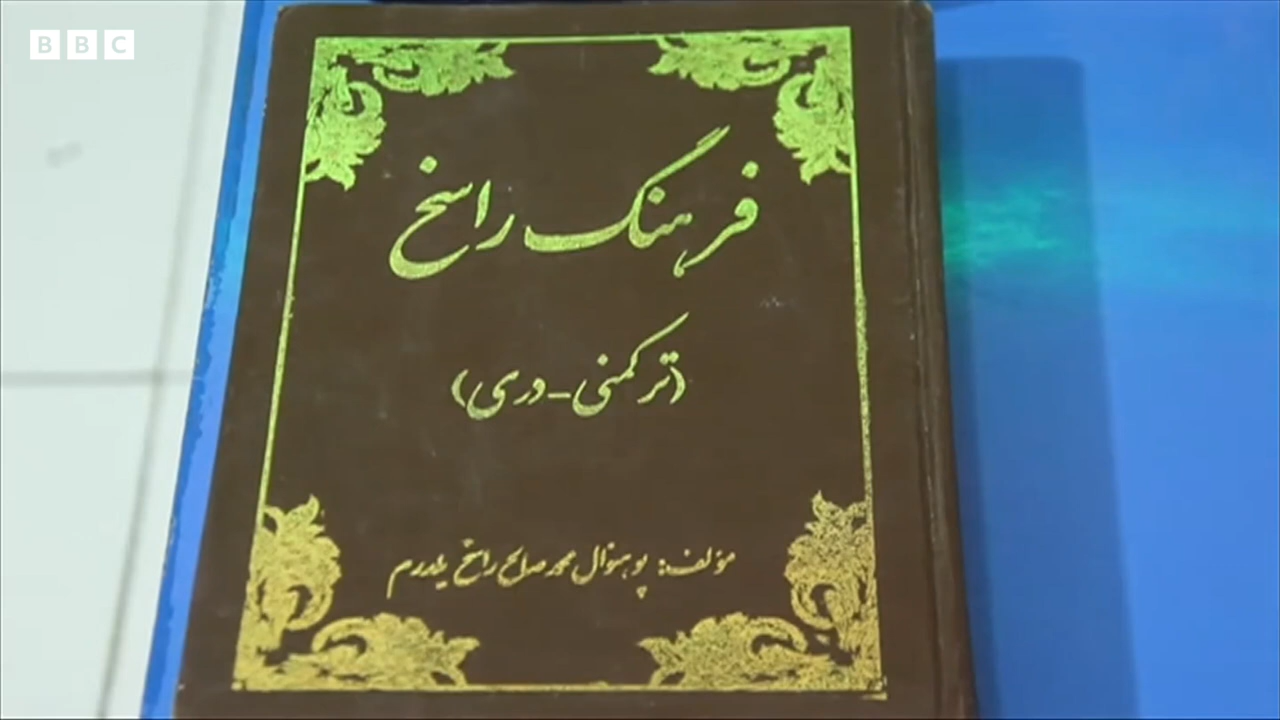 BBC
فرهنگ راسخ
(ترکمنی - دری)
مؤلف: پوهنوال محمد صالح راسخ یلدرم